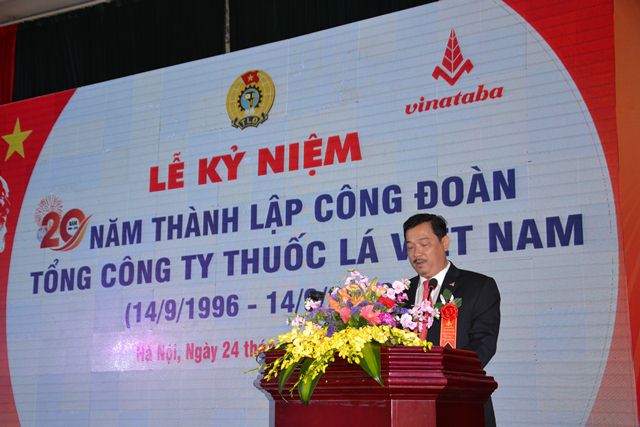 TLD
vinataba
LỄ KỶ NIỆM
20 NĂM THÀNH LẬP CÔNG ĐOÀN
TỔNG CÔNG TY THUỐC LÁ VIỆT NAM
(14/9/1996 - 14/9/
Hà Nội, Ngày 24